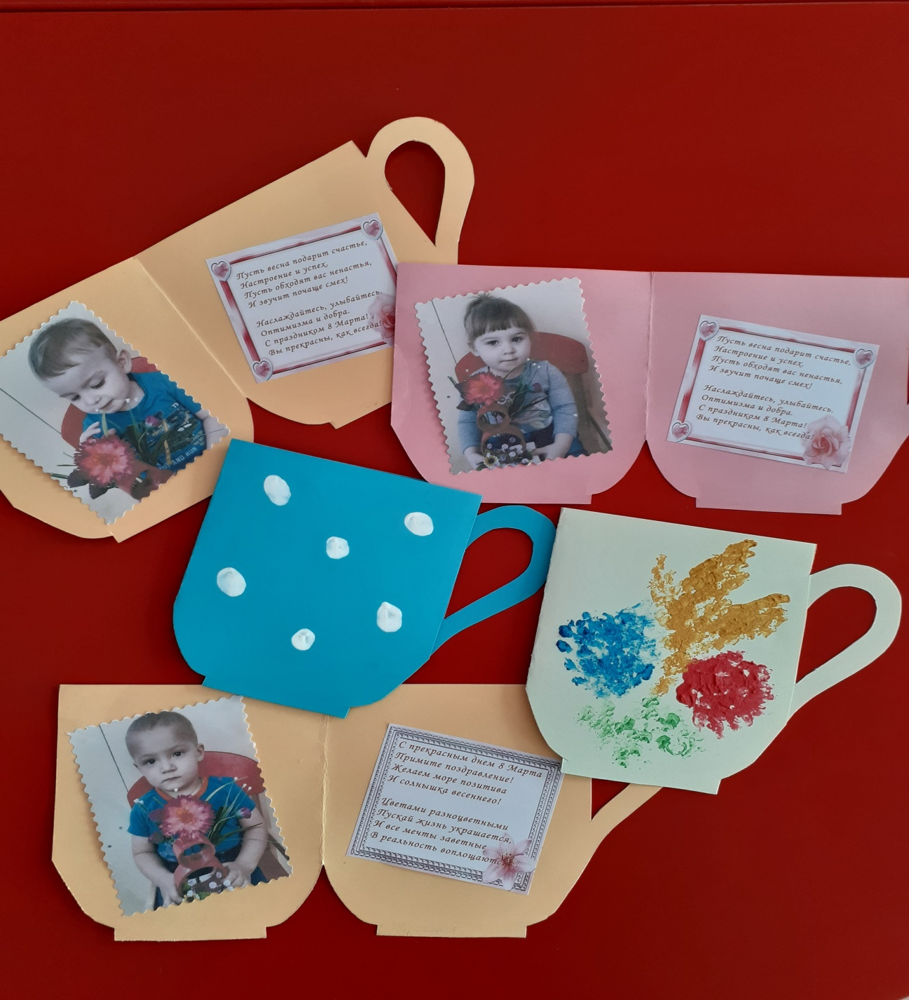 Пусть весна подарит счастье,
Настроение и успех.
Пусть обходят вас ненастья,
И звучит почаще смех!
Наслаждайтесь, улыбайтесь.
Оптимизма и добра.
С праздником 8 Марта!
Вы прекрасны, как всегда!
Пусть весна подарит счастье,
Настроение и успех.
Пусть обходят вас ненастья,
И звучит почаще смех!
Наслаждайтесь, улыбайтесь.
Оптимизма и добра.
С праздником 8 Марта!
Вы прекрасны, как всегда!
С прекрасным днем 8 Марта
Примите поздравление!
Желаем море позитива
И солнышка весеннего!
Цветами разноцветными
Пускай жизнь украшается,
И все мечты заветные
В реальность